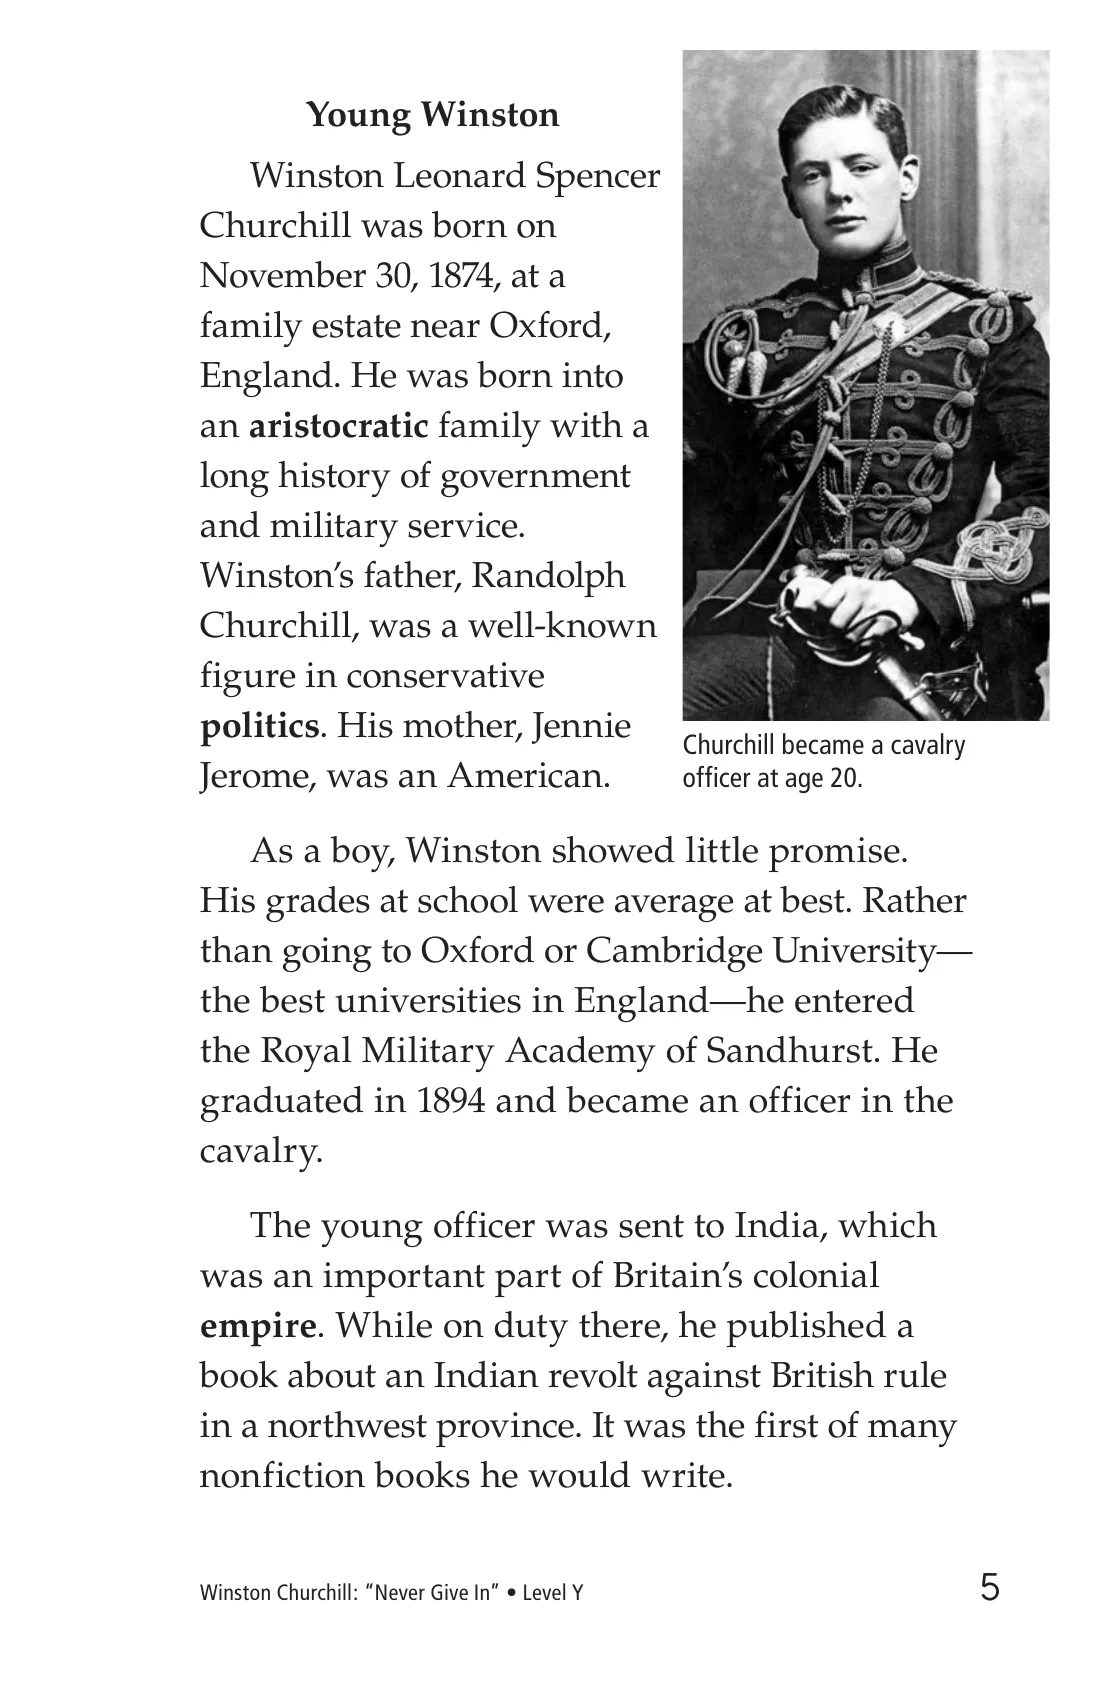 Young Winston
Winston Leonard Spencer
Churchill was born on
November 30, 1874, at a
family estate near Oxford,
England. He was born into
an aristocratic family with a
long history of government
and military service.
Winston’s father, Randolph
Churchill, was a well-known
figure in conservative
politics. His mother, Jennie
Jerome, was an American.
Churchill became a cavalry
officer at age 20.
As a boy, Winston showed little promise.
His grades at school were average at best. Rather
than going to Oxford or Cambridge University—
the best universities in England—he entered
the Royal Military Academy of Sandhurst. He
graduated in 1894 and became an officer in the
cavalry.
The young officer was sent to India, which
was an important part of Britain’s colonial
empire. While on duty there, he published a
book about an Indian revolt against British rule
in a northwest province. It was the first of many
nonfiction books he would write.
Winston Churchill: “Never Give In” • Level Y
5